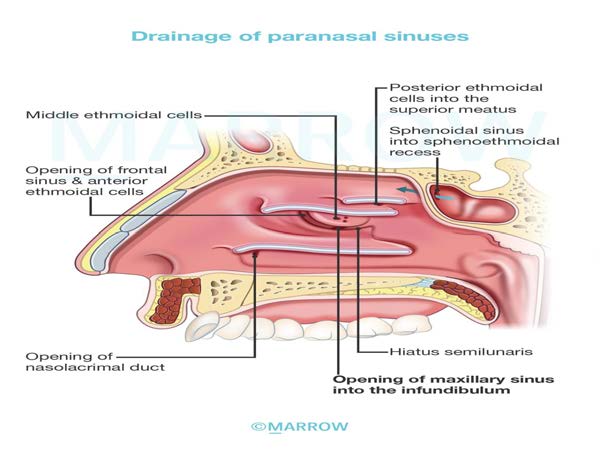 Drainage of paranasal sinuses
MARROW
Posterior ethmoidal
cells into the
superior meatus
Middle ethmoidal cells
Sphenoidal sinus
into sphenoethmoidal
recess
Opening of frontal
sinus & anterior
ethmoidal cells
Opening of
nasolacrimal duct
Hiatus semilunaris
Opening of maxillary sinus
into the infundibulum
©MARROW